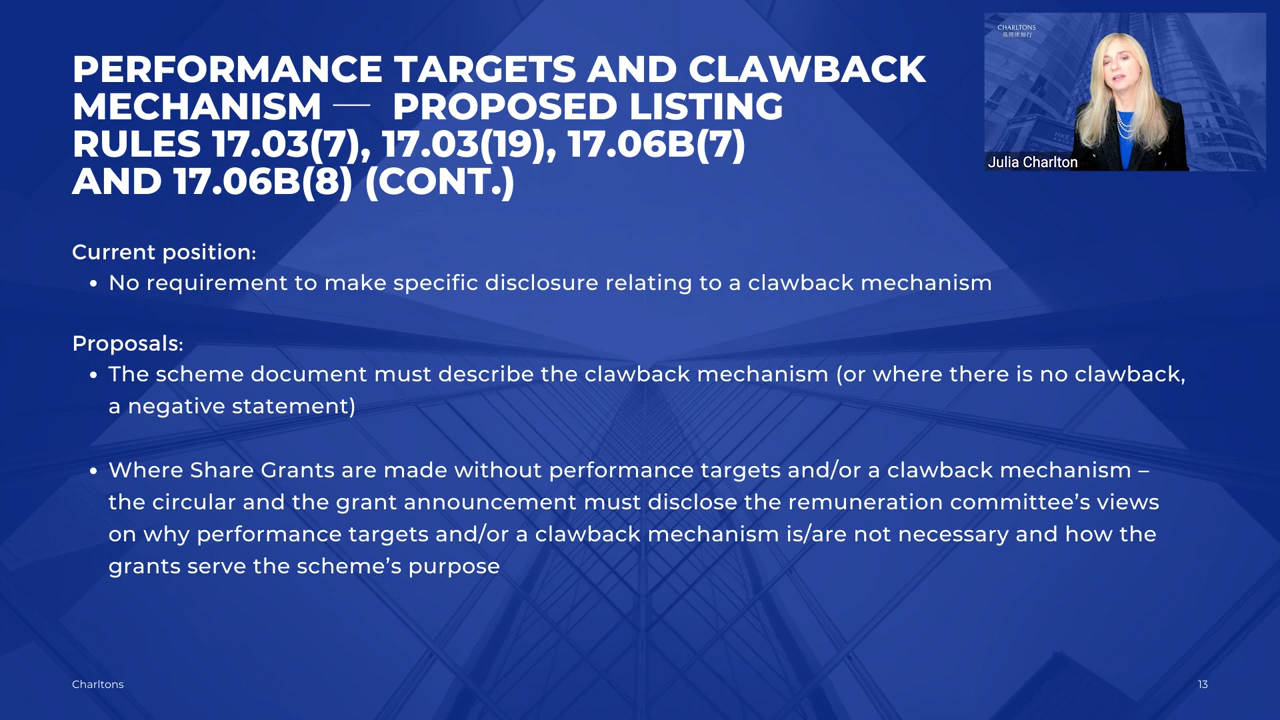 CHARLTONS
PERFORMANCE TARGETS AND CLAWBACK
MECHANISM — PROPOSED LISTING
RULES 17.03(7), 17.03(19), 17.06B(7)
AND 17.06B(8) (CONT.)
Julia Charlton
Current position:
• No requirement to make specific disclosure relating to a clawback mechanism
Proposals:
• The scheme document must describe the clawback mechanism (or where there is no clawback,
a negative statement)
• Where Share Grants are made without performance targets and/or a clawback mechanism –
the circular and the grant announcement must disclose the remuneration committee’s views
on why performance targets and/or a clawback mechanism is/are not necessary and how the
grants serve the scheme’s purpose
Charltons
13